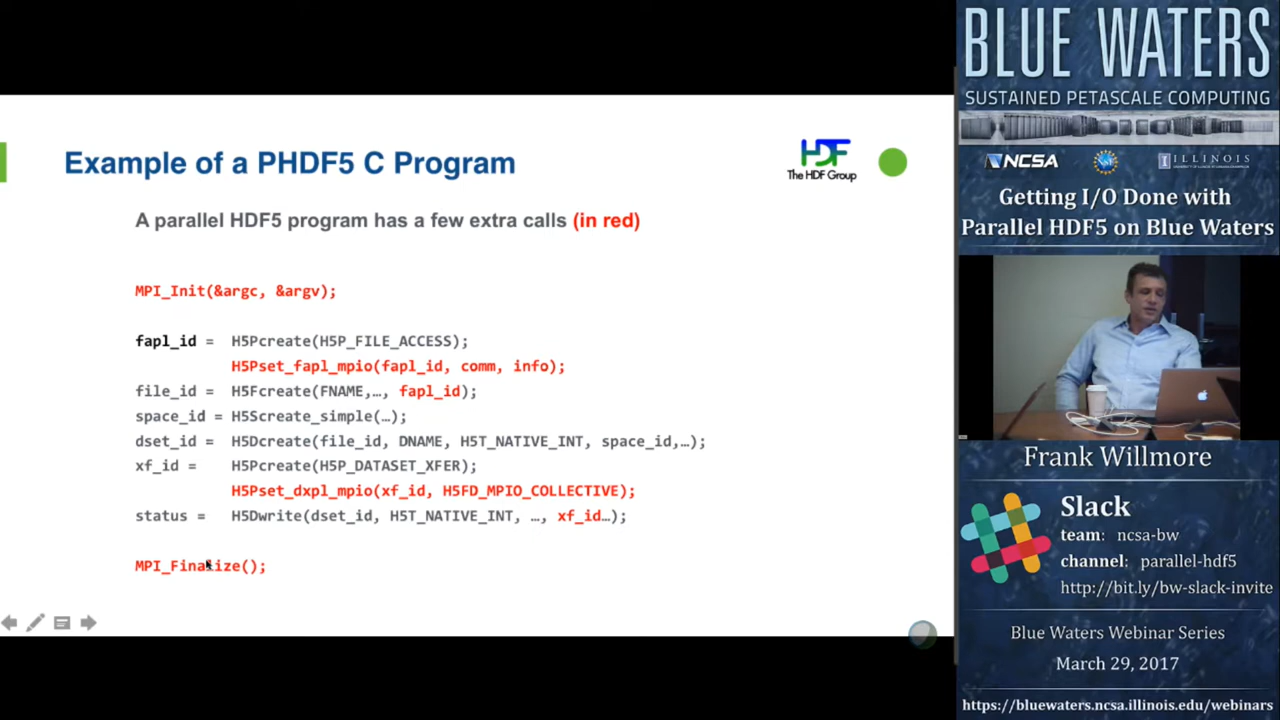 Example of a PHDF5 C Program
HDF
The HDF Group
A parallel HDF5 program has a few extra calls (in red)
MPI_Init(&argc, &argv);
fapl_id = H5Pcreate(H5P_FILE_ACCESS);
H5Pset_fapl_mpio(fapl_id, comm, info);
file_id = H5Fcreate(FNAME,…, fapl_id);
space_id = H5Screate_simple(…);
dset_id = H5Dcreate(file_id, DNAME, H5T_NATIVE_INT, space_id,…);
xf_id = H5Pcreate(H5P_DATASET_XFER);
H5Pset_dxpl_mpio(xf_id, H5FD_MPIO_COLLECTIVE);
status = H5Dwrite(dset_id, H5T_NATIVE_INT, …, xf_id…);
MPI_Finalize();
BLUE WATERS
SUSTAINED PETASCALE COMPUTING
NCSA
ILLINOIS
Getting I/O Done with
Parallel HDF5 on Blue Waters
Frank Willmore
Slack
team: ncsa-bw
channel: parallel-hdf5
http://bit.ly/bw-slack-invite
Blue Waters Webinar Series
March 29, 2017
https://bluewaters.ncsa.illinois.edu/webinars